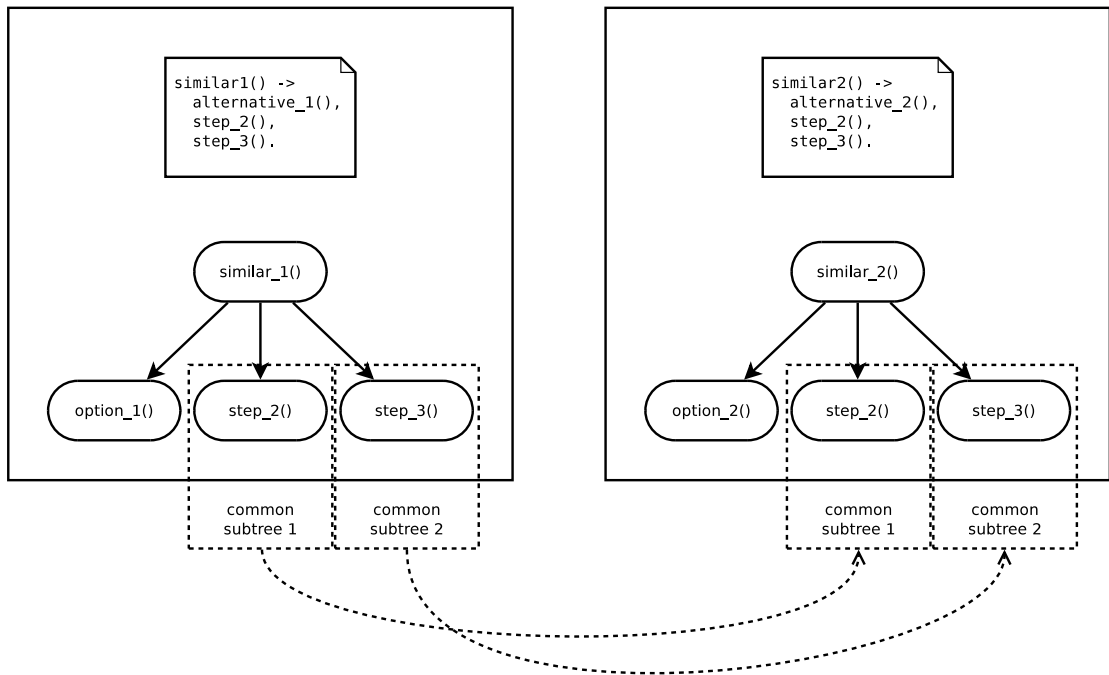 similar1() ->
alternative_1(),
step_2(),
step_3().
similar_1()
option_1()
step_2()
step_3()
common
subtree 1
common
subtree 2
similar2() ->
alternative_2(),
step_2(),
step_3().
similar_2()
option_2()
step_2()
step_3()
common
subtree 1
common
subtree 2